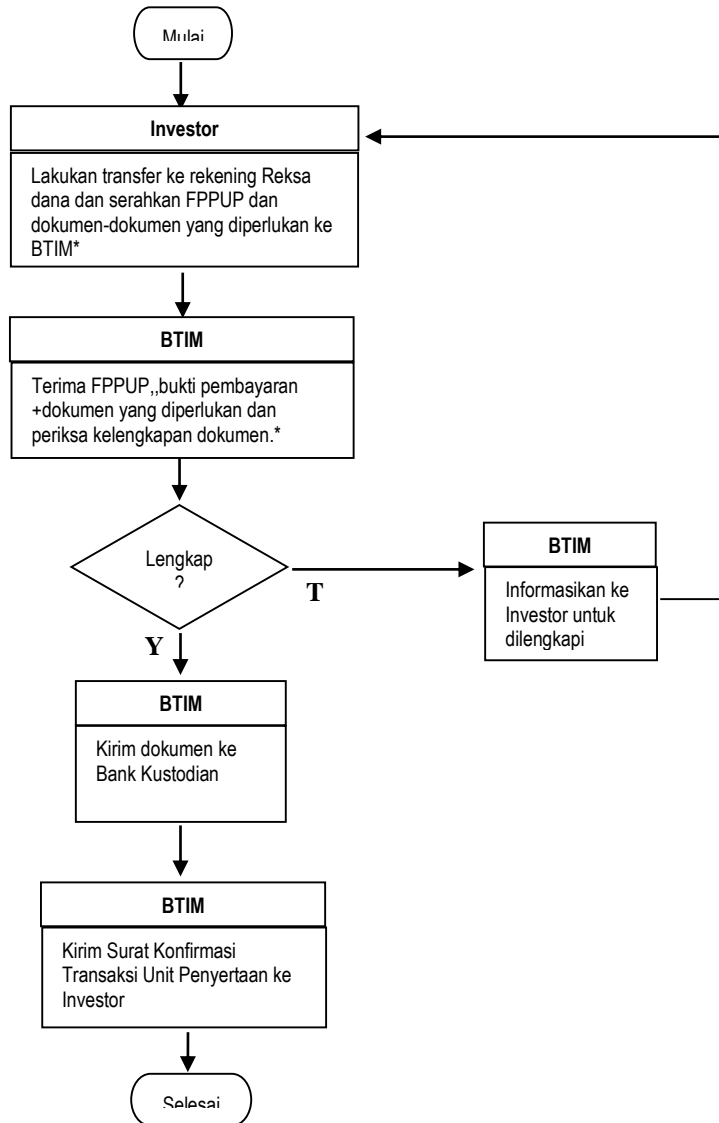 Mulai
Investor
Lakukan transfer ke rekening Reksa
dana dan serahkan FPPUP dan
dokumen-dokumen yang diperlukan ke
BTIM*
BTIM
Terima FPPUP,,bukti pembayaran
+dokumen yang diperlukan dan
periksa kelengkapan dokumen.*
Lengkap
?
T
BTIM
Informasikan ke
Investor untuk
dilengkapi
Y
BTIM
Kirim dokumen ke
Bank Kustodian
BTIM
Kirim Surat Konfirmasi
Transaksi Unit Penyertaan ke
Investor
Selesai